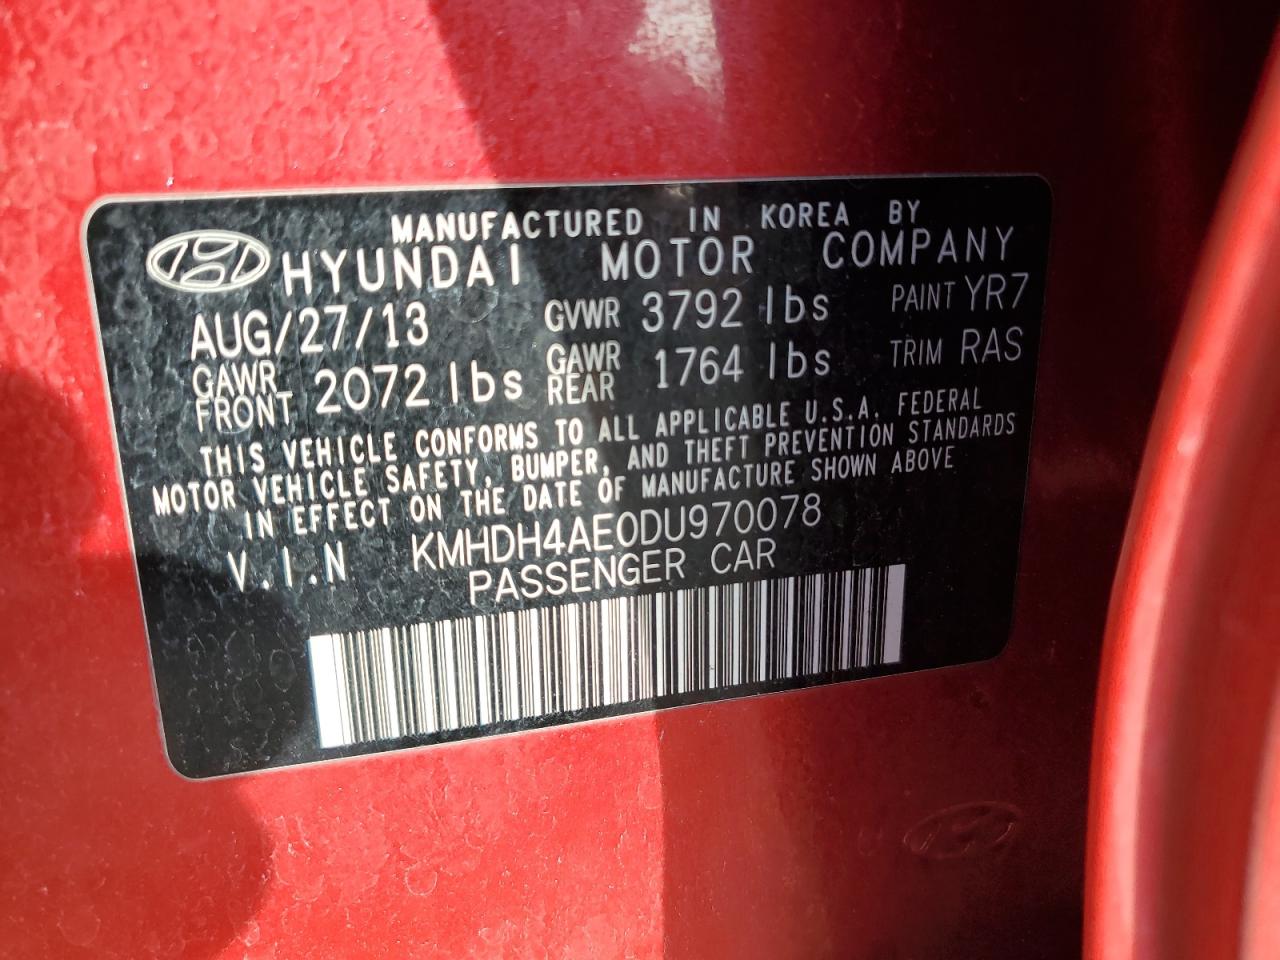 MANUFACTURED IN KOREA BY
HYUNDAI MOTOR COMPANY
AUG/27/13 GVWR 3792 lbs PAINT YR7
GAWR FRONT 2072 lbs GAWR REAR 1764 lbs TRIM RAS
THIS VEHICLE CONFORMS TO ALL APPLICABLE U.S.A. FEDERAL
MOTOR VEHICLE SAFETY, BUMPER, AND THEFT PREVENTION STANDARDS
IN EFFECT ON THE DATE OF MANUFACTURE SHOWN ABOVE
V.I.N KMHDH4AE0DU970078
PASSENGER CAR